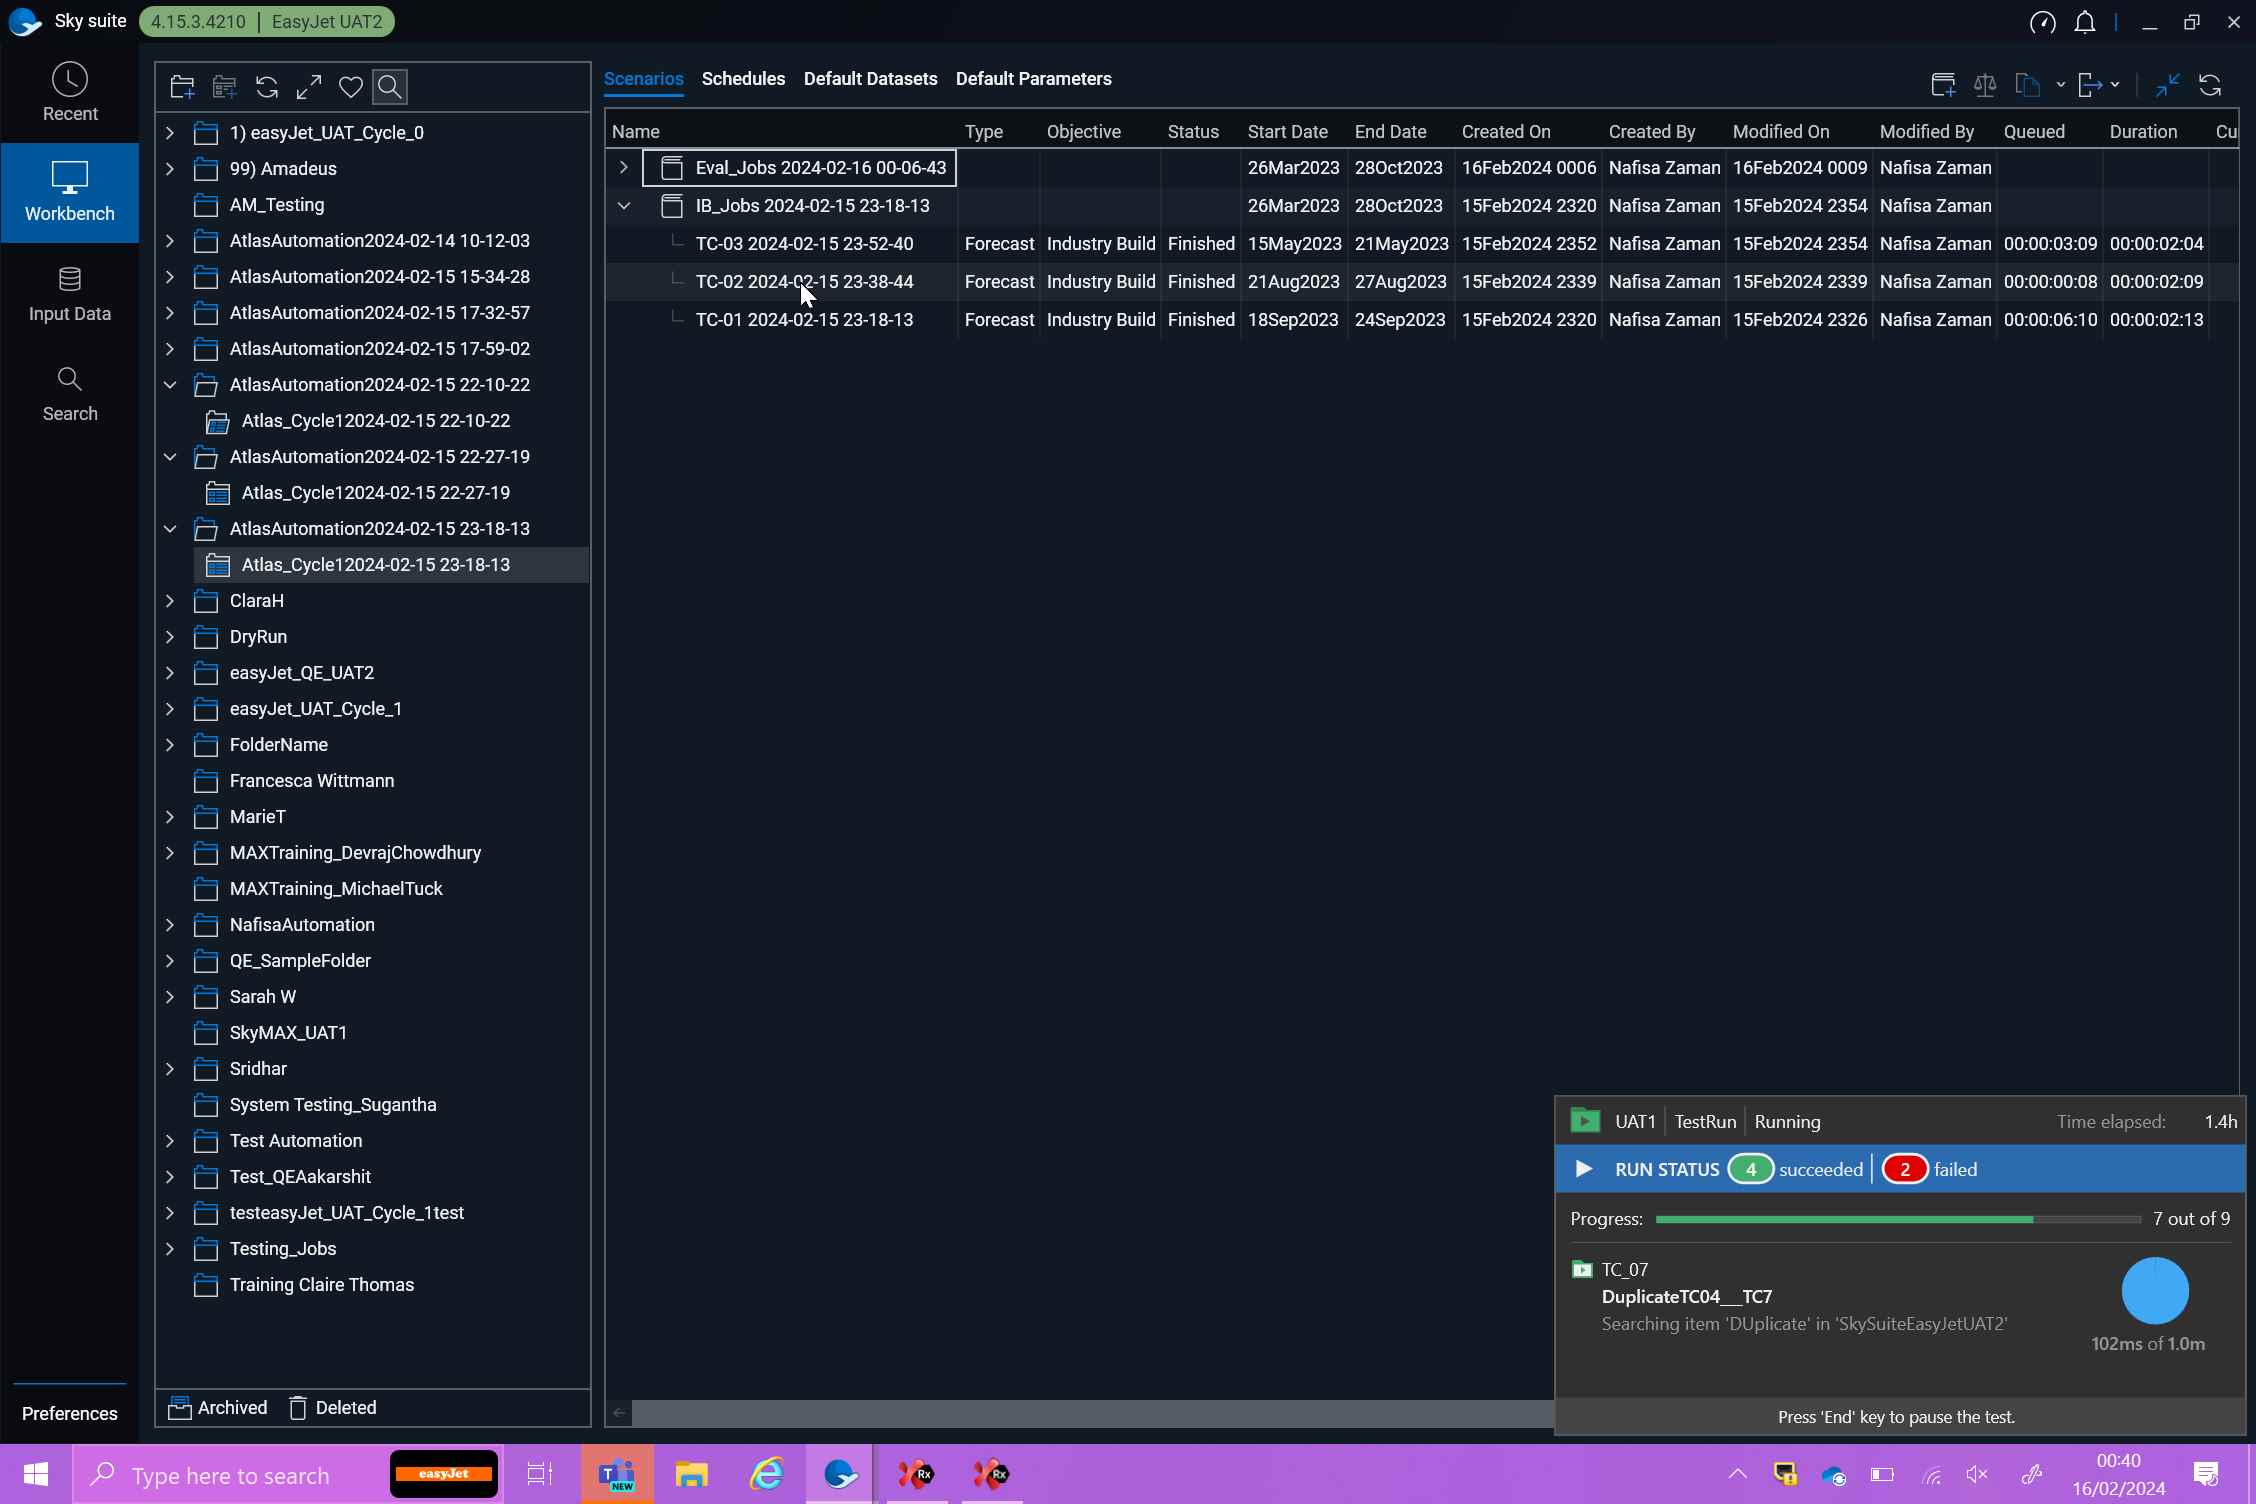 Sky suite 4.15.3.4210 | EasyJet UAT2
Recent
Workbench
Input Data
Search
Preferences
1) easyJet_UAT_Cycle_0
99) Amadeus
AM_Testing
AtlasAutomation2024-02-14 10-12-03
AtlasAutomation2024-02-15 15-34-28
AtlasAutomation2024-02-15 17-32-57
AtlasAutomation2024-02-15 17-59-02
AtlasAutomation2024-02-15 22-10-22
Atlas_Cycle12024-02-15 22-10-22
AtlasAutomation2024-02-15 22-27-19
Atlas_Cycle12024-02-15 22-27-19
AtlasAutomation2024-02-15 23-18-13
Atlas_Cycle12024-02-15 23-18-13
ClaraH
DryRun
easyJet_QE_UAT2
easyJet_UAT_Cycle_1
FolderName
Francesca Wittmann
MarieT
MAXTraining_DevrajChowdhury
MAXTraining_MichaelTuck
NafisaAutomation
QE_SampleFolder
Sarah W
SkyMAX_UAT1
Sridhar
System Testing_Sugantha
Test Automation
Test_QEAakarshit
testeasyJet_UAT_Cycle_1test
Testing_Jobs
Training Claire Thomas
Archived Deleted
Scenarios Schedules Default Datasets Default Parameters
Name Type Objective Status Start Date End Date Created On Created By Modified On Modified By Queued Duration Cu
Eval_Jobs 2024-02-16 00-06-43 26Mar2023 28Oct2023 16Feb2024 0006 Nafisa Zaman 16Feb2024 0009 Nafisa Zaman
IB_Jobs 2024-02-15 23-18-13 26Mar2023 28Oct2023 15Feb2024 2320 Nafisa Zaman 15Feb2024 2354 Nafisa Zaman
TC-03 2024-02-15 23-52-40 Forecast Industry Build Finished 15May2023 21May2023 15Feb2024 2352 Nafisa Zaman 15Feb2024 2354 Nafisa Zaman 00:00:03:09 00:00:02:04
TC-02 2024-02-15 23-38-44 Forecast Industry Build Finished 21Aug2023 27Aug2023 15Feb2024 2339 Nafisa Zaman 15Feb2024 2339 Nafisa Zaman 00:00:00:08 00:00:02:09
TC-01 2024-02-15 23-18-13 Forecast Industry Build Finished 18Sep2023 24Sep2023 15Feb2024 2320 Nafisa Zaman 15Feb2024 2326 Nafisa Zaman 00:00:06:10 00:00:02:13
UAT1 TestRun Running Time elapsed: 1.4h
RUN STATUS 4 succeeded 2 failed
Progress: 7 out of 9
TC_07
DuplicateTC04__TC7
Searching item 'DUplicate' in 'SkySuiteEasyJetUAT2'
102ms of 1.0m
Press 'End' key to pause the test.
Type here to search
easyJet
T
NEW
Rx
Rx
00:40
16/02/2024